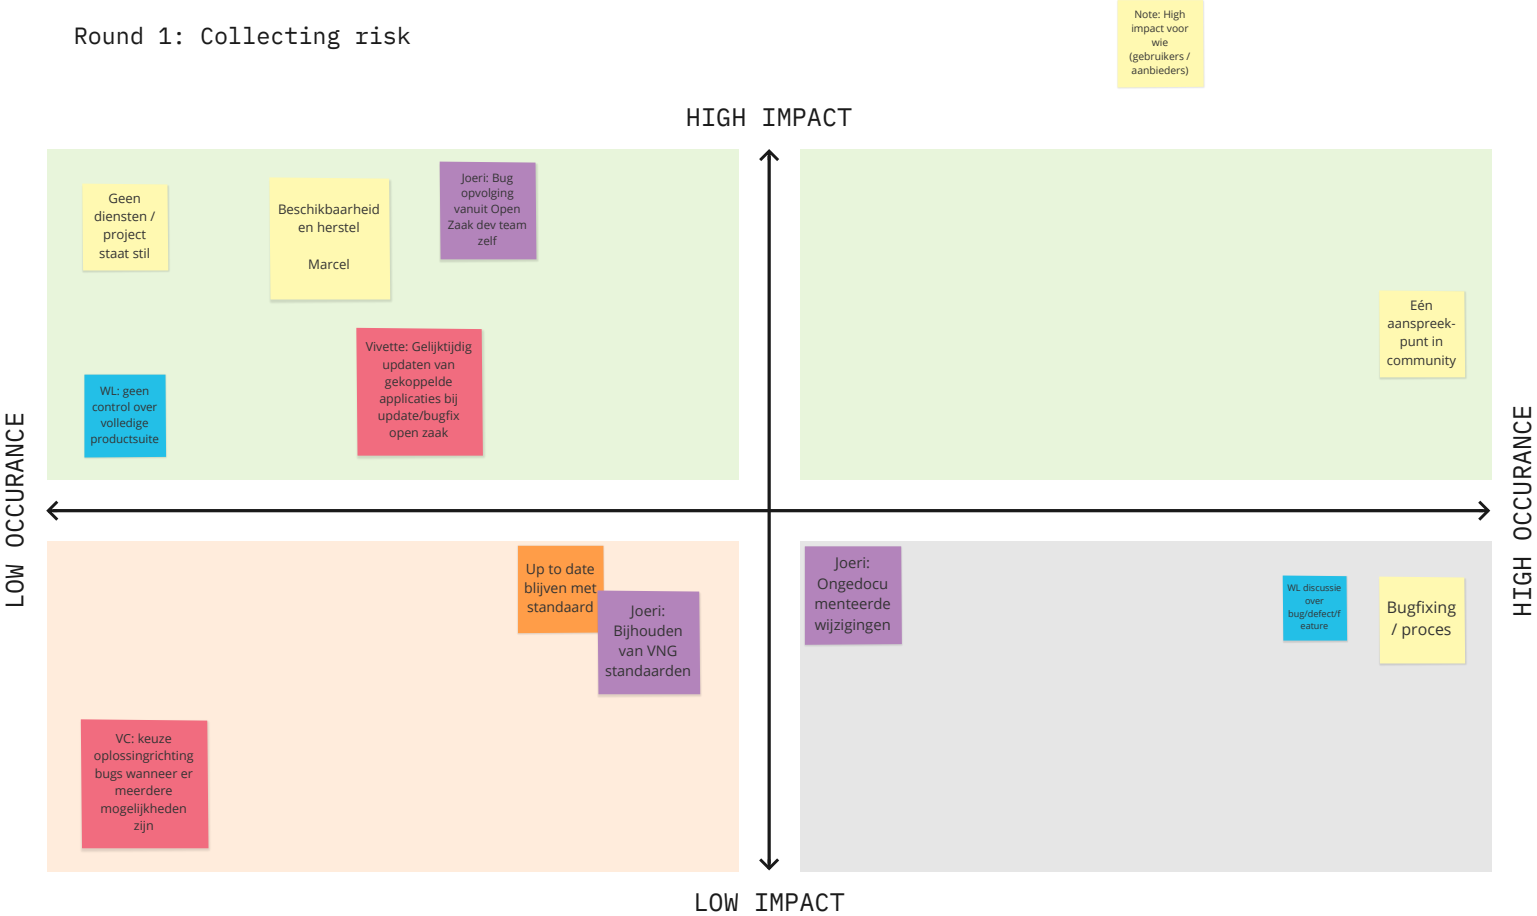 Round 1: Collecting risk
Note: High
impact voor
wie
(gebruikers /
aanbieders)
HIGH IMPACT
Geen
diensten /
project
staat stil
Beschikbaarheid
en herstel
Marcel
Joeri: Bug
opvolging
vanuit Open
Zaak dev team
zelf
Vivette: Gelijktijdig
updaten van
gekoppelde
applicaties bij
update/bugfix
open zaak
WL: geen
control over
volledige
productsuite
Eén
aanspreek-
punt in
community
LOW OCCURANCE
HIGH OCCURANCE
Up to date
blijven met
standaard
Joeri:
Bijhouden
van VNG
standaarden
VC: keuze
oplossingrichting
bugs wanneer er
meerdere
mogelijkheden
zijn
Joeri:
Ongedocu
menteerde
wijzigingen
WL discussie
over
bug/defect/f
eature
Bugfixing
/ proces
LOW IMPACT